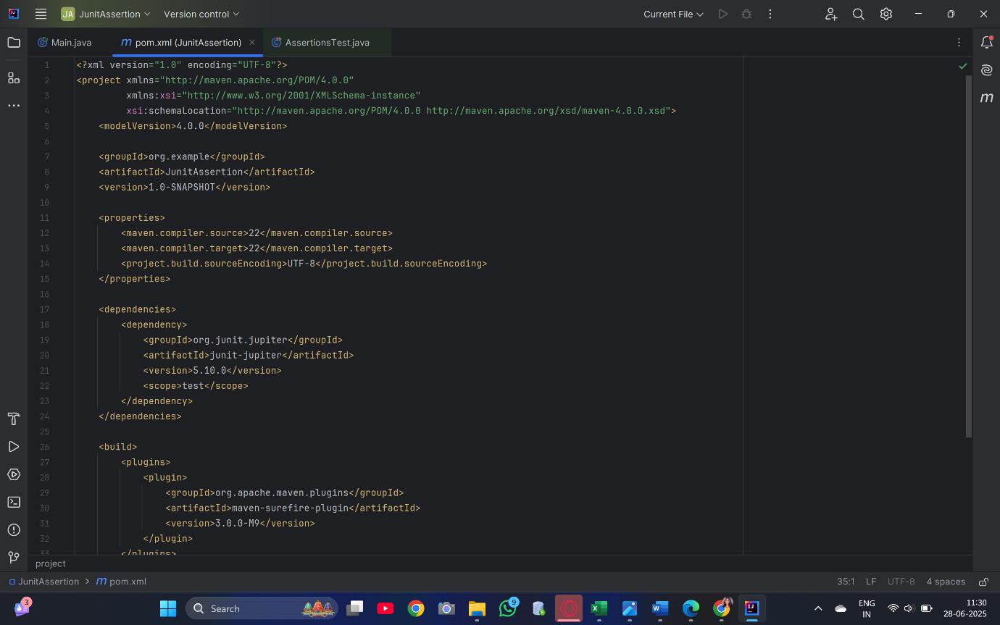 JA JunitAssertion Version control Current File
Main.java pom.xml (JunitAssertion) AssertionsTest.java
1 <?xml version="1.0" encoding="UTF-8"?>
2 <project xmlns="http://maven.apache.org/POM/4.0.0"
3 xmlns:xsi="http://www.w3.org/2001/XMLSchema-instance"
4 xsi:schemaLocation="http://maven.apache.org/POM/4.0.0 http://maven.apache.org/xsd/maven-4.0.0.xsd">
5 <modelVersion>4.0.0</modelVersion>
6
7 <groupId>org.example</groupId>
8 <artifactId>JunitAssertion</artifactId>
9 <version>1.0-SNAPSHOT</version>
10
11 <properties>
12 <maven.compiler.source>22</maven.compiler.source>
13 <maven.compiler.target>22</maven.compiler.target>
14 <project.build.sourceEncoding>UTF-8</project.build.sourceEncoding>
15 </properties>
16
17 <dependencies>
18 <dependency>
19 <groupId>org.junit.jupiter</groupId>
20 <artifactId>junit-jupiter</artifactId>
21 <version>5.10.0</version>
22 <scope>test</scope>
23 </dependency>
24 </dependencies>
25
26 <build>
27 <plugins>
28 <plugin>
29 <groupId>org.apache.maven.plugins</groupId>
30 <artifactId>maven-surefire-plugin</artifactId>
31 <version>3.0.0-M9</version>
32 </plugin>
33 </plugins>
project
JunitAssertion > pom.xml 35:1 LF UTF-8 4 spaces
3 Search 9 ENG IN 11:30
28-06-2025